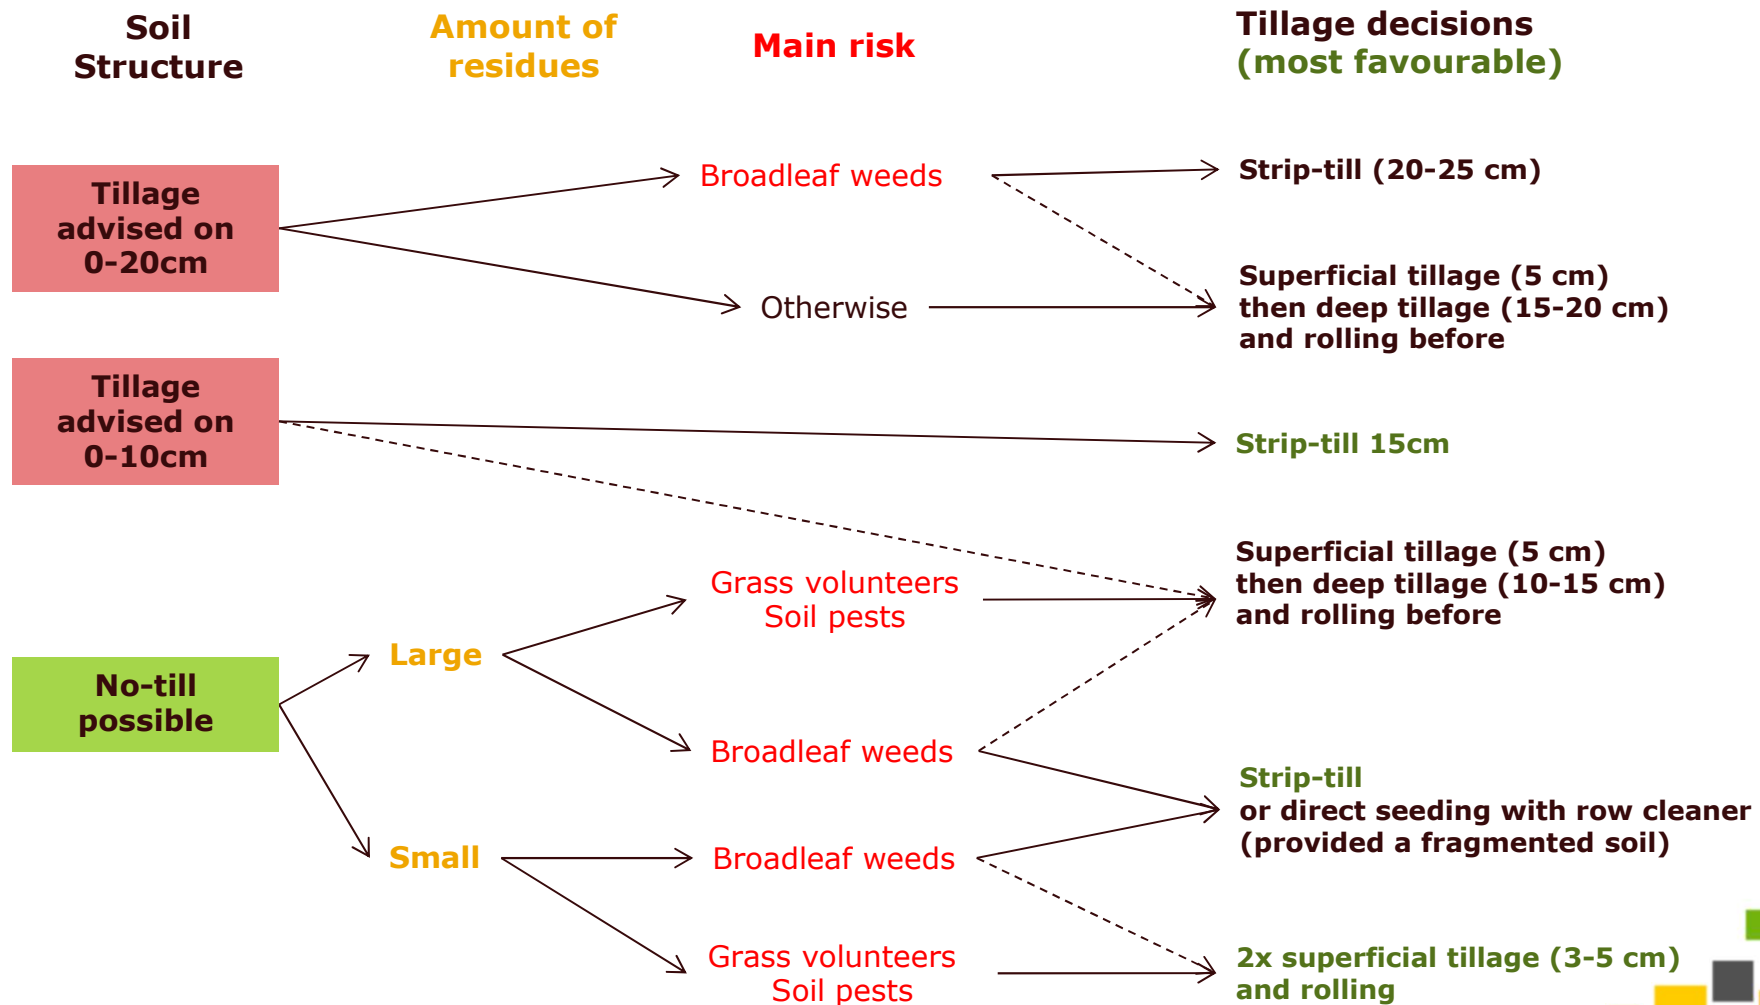 Soil
Structure
Amount of
residues
Main risk
Tillage decisions
(most favourable)
Tillage
advised on
0-20cm
Broadleaf weeds
Strip-till (20-25 cm)
Otherwise
Superficial tillage (5 cm)
then deep tillage (15-20 cm)
and rolling before
Tillage
advised on
0-10cm
Strip-till 15cm
No-till
possible
Large
Grass volunteers
Soil pests
Superficial tillage (5 cm)
then deep tillage (10-15 cm)
and rolling before
Broadleaf weeds
Strip-till
or direct seeding with row cleaner
(provided a fragmented soil)
Small
Broadleaf weeds
Grass volunteers
Soil pests
2x superficial tillage (3-5 cm)
and rolling